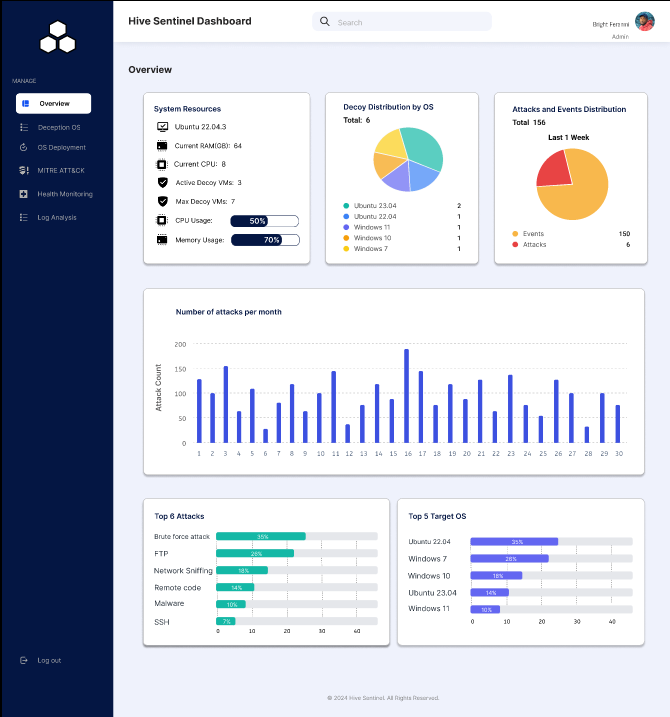 Hive Sentinel Dashboard
Search
Bright Feranmi
Admin
MANAGE
Overview
Deception OS
OS Deployment
MITRE ATT&CK
Health Monitoring
Log Analysis
Log out
Overview
System Resources
Ubuntu 22.04.3
Current RAM(GB): 64
Current CPU: 8
Active Decoy VMs: 3
Max Decoy VMs: 7
CPU Usage: 50%
Memory Usage: 70%
Decoy Distribution by OS
Total: 6
Ubuntu 23.04 2
Ubuntu 22.04 1
Windows 11 1
Windows 10 1
Windows 7 1
Attacks and Events Distribution
Total 156
Last 1 Week
Events 150
Attacks 6
Number of attacks per month
Attack Count
200
150
100
50
0
1 2 3 4 5 6 7 8 9 10 11 12 13 14 15 16 17 18 19 20 21 22 23 24 25 26 27 28 29 30
Top 6 Attacks
Brute force attack 35%
FTP 26%
Network Sniffing 18%
Remote code 14%
Malware 10%
SSH 7%
0 10 20 30 40
Top 5 Target OS
Ubuntu 22.04 35%
Windows 7 26%
Windows 10 18%
Ubuntu 23.04 14%
Windows 11 10%
0 10 20 30 40
© 2024 Hive Sentinel. All Rights Reserved.